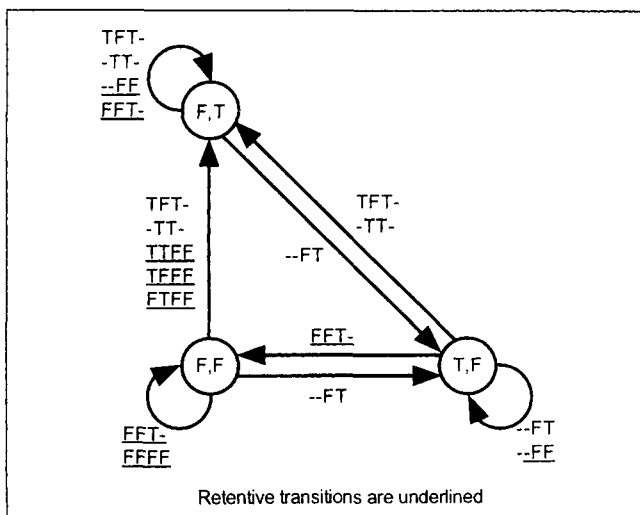 TFT-
-TT-
--FF
FFT-
F,T
TFT-
-TT-
TTFF
TFFF
FTFF
--FT
TFT-
-TT-
F,F
FFT-
--FT
T,F
FFT-
FFFF
--FT
--FF
Retentive transitions are underlined